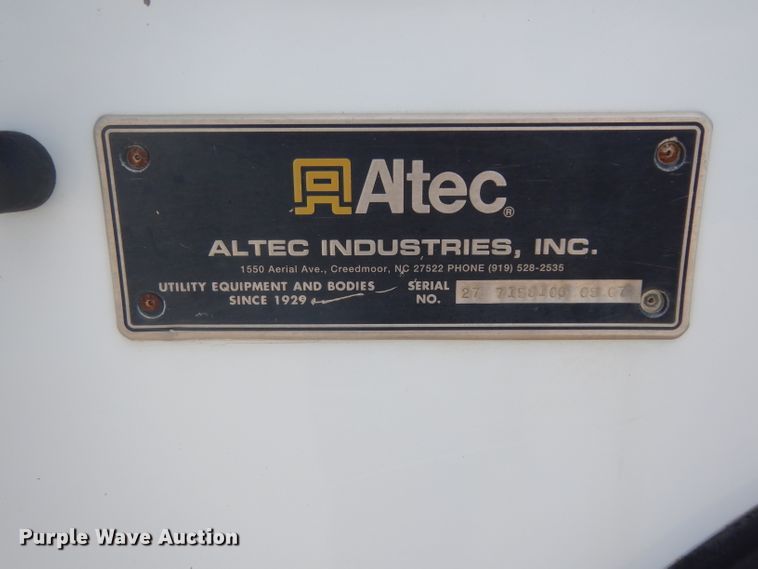 Altec®
ALTEC INDUSTRIES, INC.
1550 Aerial Ave., Creedmoor, NC 27522 PHONE (919) 528-2535
UTILITY EQUIPMENT AND BODIES
SINCE 1929
SERIAL
NO.
27
Purple Wave Auction